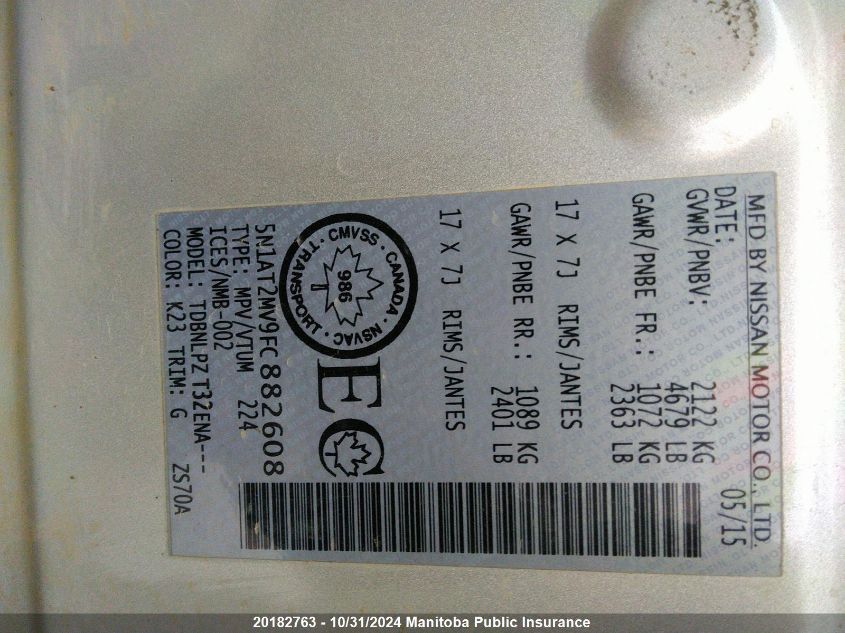 MFD BY NISSAN MOTOR CO., LTD.
DATE: 05/15
GVWR/PNBV: 2122 KG
4679 LB
GAWR/PNBE FR.: 1072 KG
2363 LB
17 X 7J RIMS/JANTES
GAWR/PNBE RR.: 1089 KG
2401 LB
17 X 7J RIMS/JANTES
CMVSS · CANADA · NSVAC · TRANSPORT ·
986
T
EC
5N1AT2MV9FC882608
TYPE: MPV/VTUM 224
ICES/NMB-002
MODEL: TDBNLPZ T32ENA---
COLOR: K23 TRIM: G ZS70A
20182763 - 10/31/2024 Manitoba Public Insurance